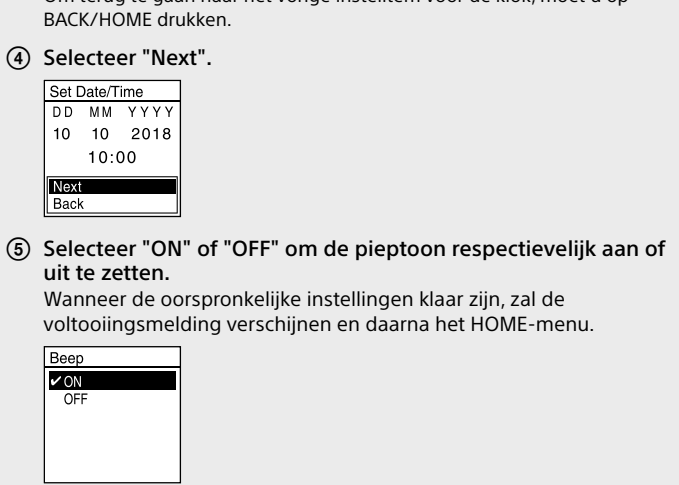 BACK/HOME drukken.
④ Selecteer "Next".
Set Date/Time
DD MM YYYY
10 10 2018
10:00
Next
Back
⑤ Selecteer "ON" of "OFF" om de pieptoon respectievelijk aan of
uit te zetten.
Wanneer de oorspronkelijke instellingen klaar zijn, zal de
voltooiingsmelding verschijnen en daarna het HOME-menu.
Beep
✔ON
OFF